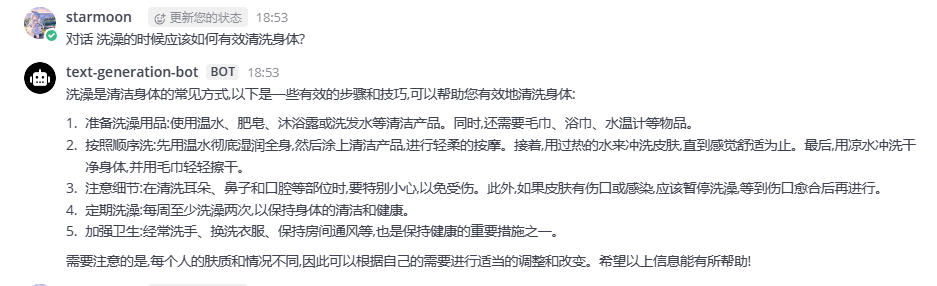 starmoon 更新您的状态 18:53
对话 洗澡的时候应该如何有效清洗身体?
text-generation-bot BOT 18:53
洗澡是清洁身体的常见方式,以下是一些有效的步骤和技巧,可以帮助您有效地清洗身体:
1. 准备洗澡用品:使用温水、肥皂、沐浴露或洗发水等清洁产品。同时,还需要毛巾、浴巾、水温计等物品。
2. 按照顺序洗:先用温水彻底湿润全身,然后涂上清洁产品,进行轻柔的按摩。接着,用过热的水来冲洗皮肤,直到感觉舒适为止。最后,用凉水冲洗干
净身体,并用毛巾轻轻擦干。
3. 注意细节:在清洗耳朵、鼻子和口腔等部位时,要特别小心,以免受伤。此外,如果皮肤有伤口或感染,应该暂停洗澡,等到伤口愈合后再进行。
4. 定期洗澡:每周至少洗澡两次,以保持身体的清洁和健康。
5. 加强卫生:经常洗手、换洗衣服、保持房间通风等,也是保持健康的重要措施之一。
需要注意的是,每个人的肤质和情况不同,因此可以根据自己的需要进行适当的调整和改变。希望以上信息能有所帮助!